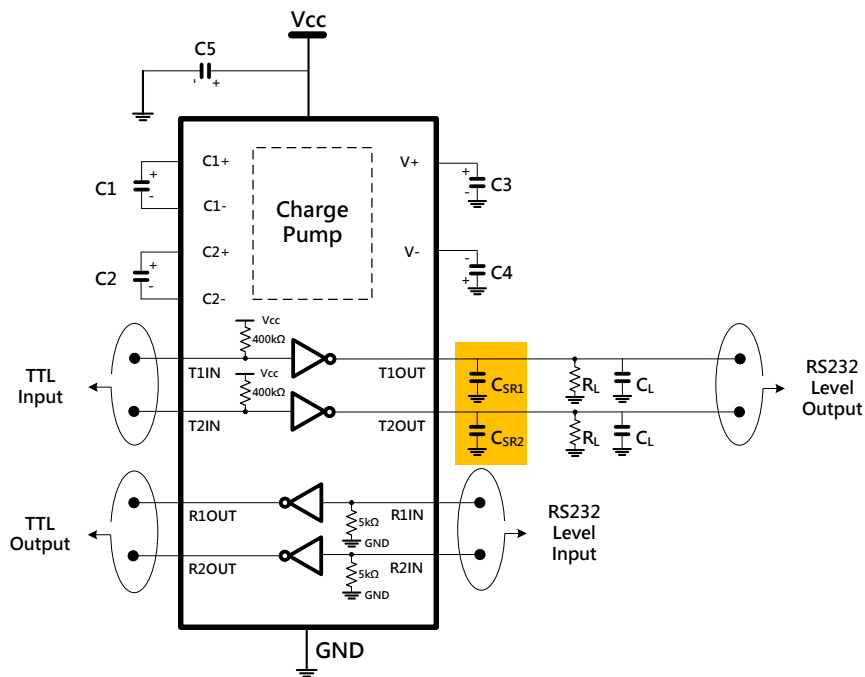 Vcc
C5
-
+
C1+
V+
+
-
C1
C1-
+
-
C3
Charge
Pump
C2+
V-
+
-
C2
C2-
-
+
C4
Vcc
400kΩ
T1IN
T1OUT
Vcc
400kΩ
T2IN
T2OUT
TTL
Input
CSR1
RL
CL
CSR2
RL
CL
RS232
Level
Output
R1OUT
R1IN
5kΩ
GND
R2OUT
R2IN
5kΩ
GND
TTL
Output
RS232
Level
Input
GND